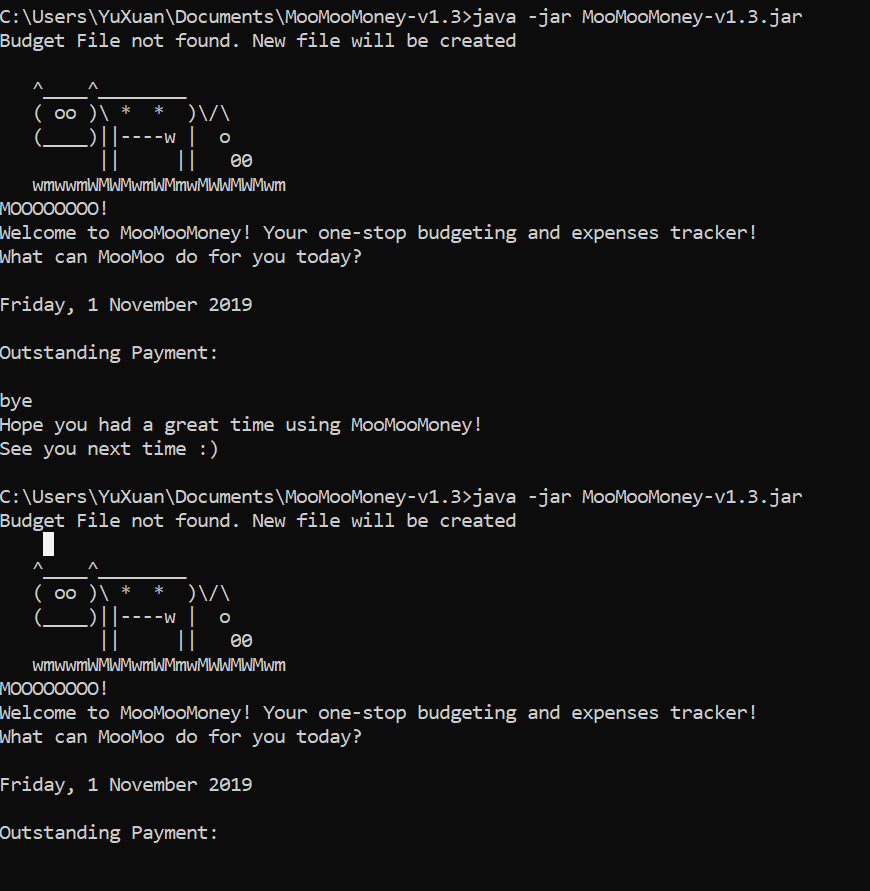 C:\Users\YuXuan\Documents\MooMooMoney-v1.3>java -jar MooMooMoney-v1.3.jar
Budget File not found. New file will be created
   ^____^________
   ( oo )\ *  *  )\/\
   (____)||----w |  o
         ||     ||   00
   wmwwmWMWMwmWMmwMWWMWMwm
MOOOOOOOO!
Welcome to MooMooMoney! Your one-stop budgeting and expenses tracker!
What can MooMoo do for you today?
Friday, 1 November 2019
Outstanding Payment:
bye
Hope you had a great time using MooMooMoney!
See you next time :)
C:\Users\YuXuan\Documents\MooMooMoney-v1.3>java -jar MooMooMoney-v1.3.jar
Budget File not found. New file will be created
   ^____^________
   ( oo )\ *  *  )\/\
   (____)||----w |  o
         ||     ||   00
   wmwwmWMWMwmWMmwMWWMWMwm
MOOOOOOOO!
Welcome to MooMooMoney! Your one-stop budgeting and expenses tracker!
What can MooMoo do for you today?
Friday, 1 November 2019
Outstanding Payment: